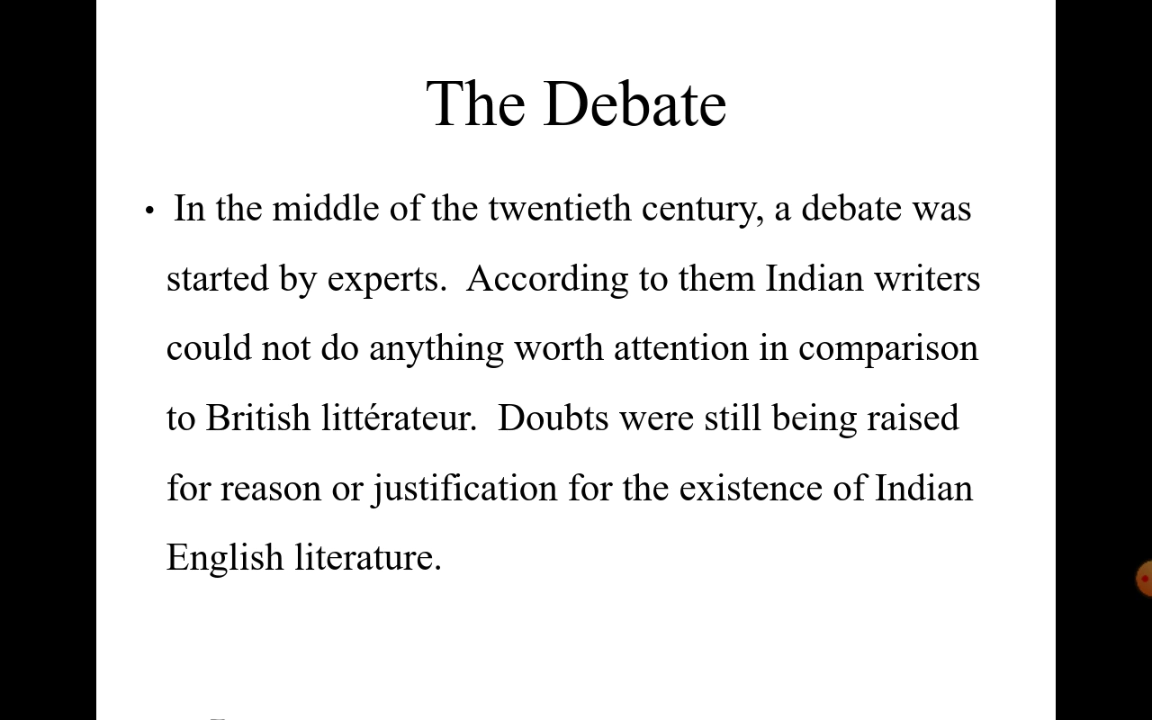 The Debate
• In the middle of the twentieth century, a debate was
started by experts.  According to them Indian writers
could not do anything worth attention in comparison
to British littérateur.  Doubts were still being raised
for reason or justification for the existence of Indian
English literature.